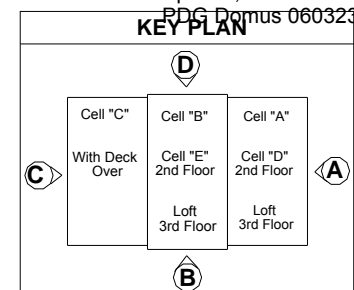 PDG Domus 060323
KEY PLAN
D
Cell "C"
Cell "B"
Cell "A"
With Deck
Over
Cell "E"
2nd Floor
Cell "D"
2nd Floor
C
A
Loft
3rd Floor
Loft
3rd Floor
B